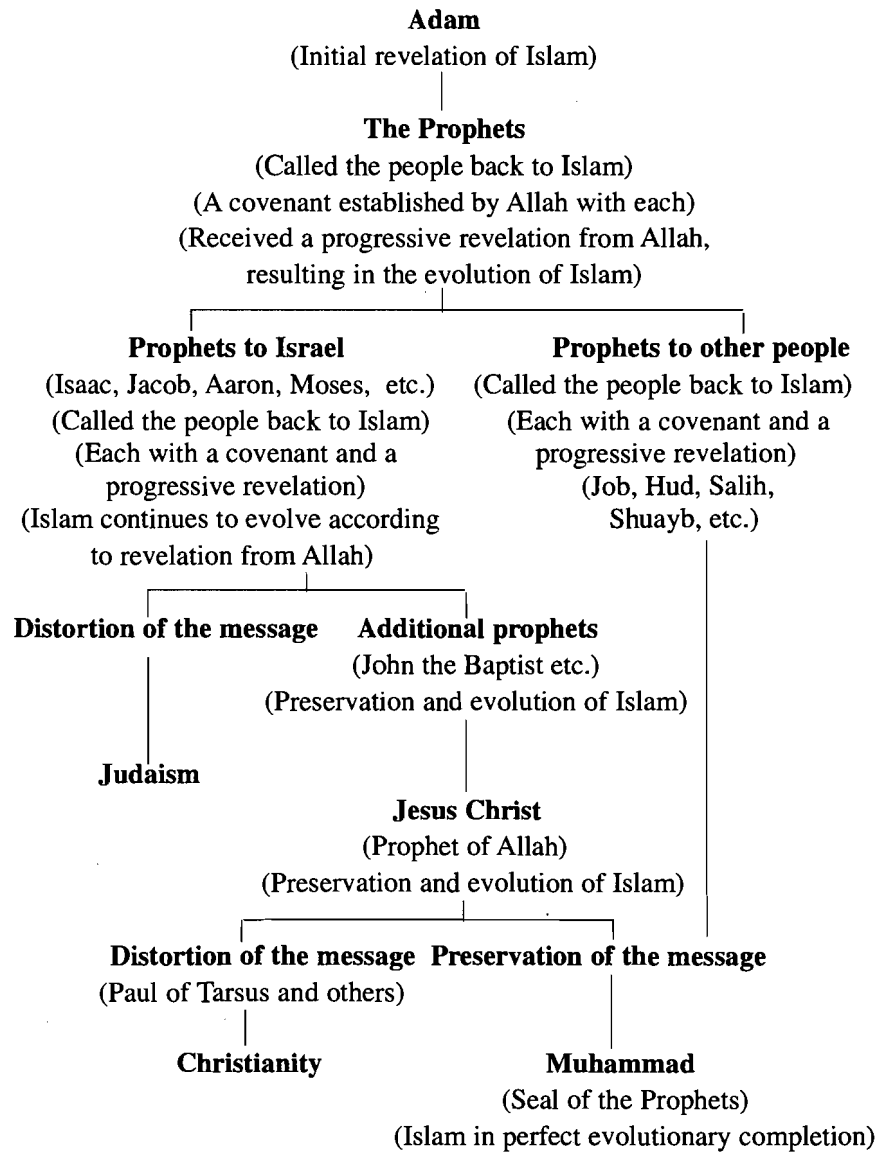 Adam
(Initial revelation of Islam)
The Prophets
(Called the people back to Islam)
(A covenant established by Allah with each)
(Received a progressive revelation from Allah,
resulting in the evolution of Islam)
Prophets to Israel
(Isaac, Jacob, Aaron, Moses, etc.)
(Called the people back to Islam)
(Each with a covenant and a
progressive revelation)
(Islam continues to evolve according
to revelation from Allah)
Prophets to other people
(Called the people back to Islam)
(Each with a covenant and a
progressive revelation)
(Job, Hud, Salih,
Shuayb, etc.)
Distortion of the message
Judaism
Additional prophets
(John the Baptist etc.)
(Preservation and evolution of Islam)
Jesus Christ
(Prophet of Allah)
(Preservation and evolution of Islam)
Distortion of the message
(Paul of Tarsus and others)
Christianity
Preservation of the message
Muhammad
(Seal of the Prophets)
(Islam in perfect evolutionary completion)